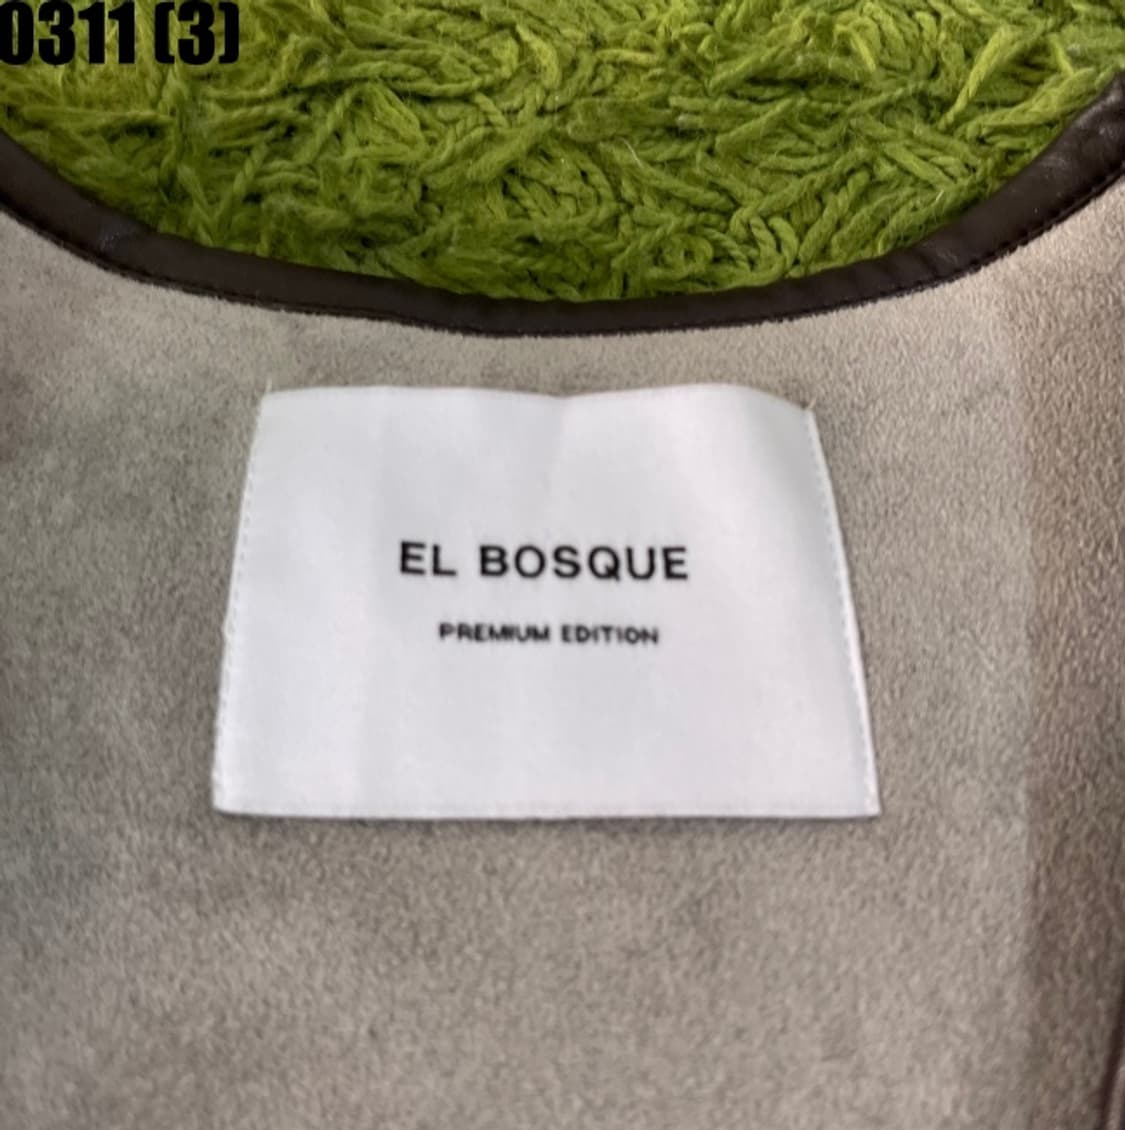 0311 (3)
EL BOSQUE
PREMIUM EDITION